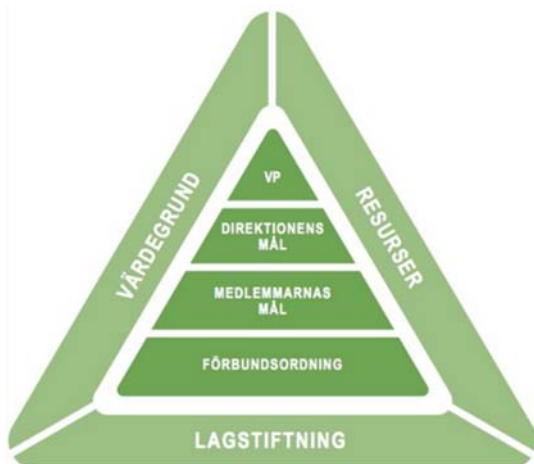 VÄRDEGRUND
RESURSER
VP
DIREKTIONENS
MÅL
MEDLEMMARNAS
MÅL
FÖRBUNDSORDNING
LAGSTIFTNING